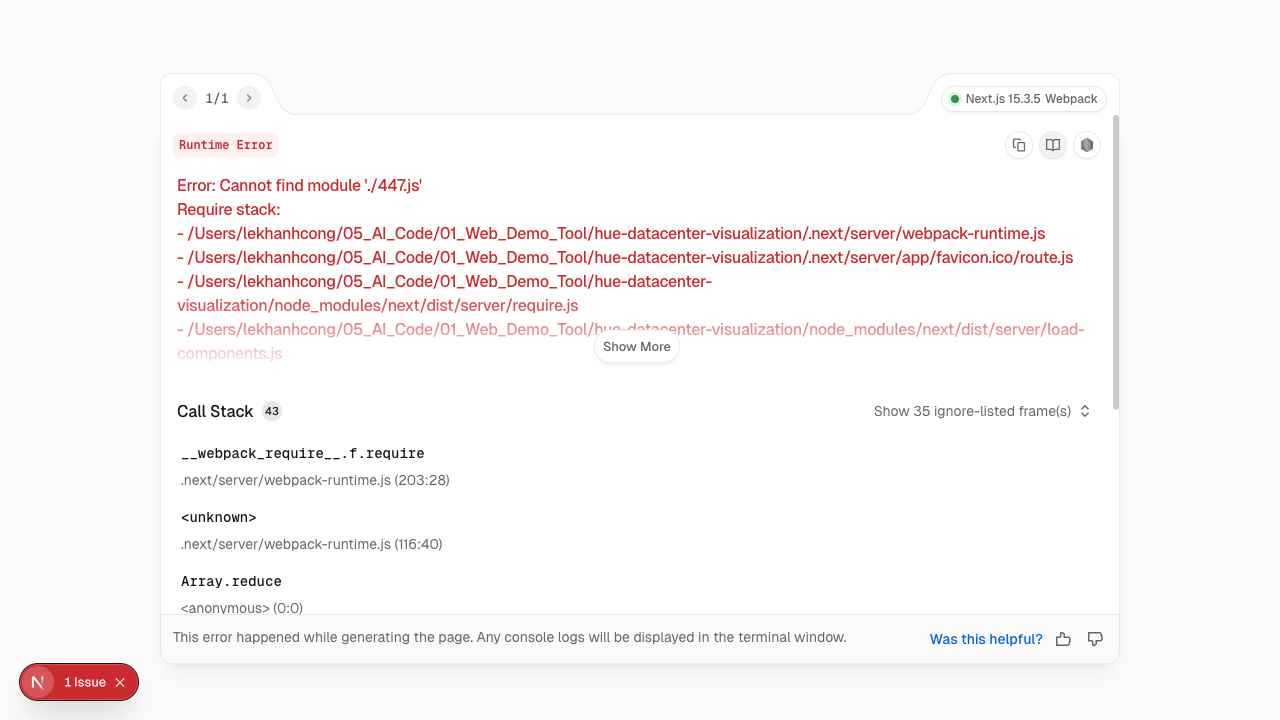 1/1
Next.js 15.3.5 Webpack
Runtime Error
Error: Cannot find module './447.js'
Require stack:
- /Users/lekhanhcong/05_AI_Code/01_Web_Demo_Tool/hue-datacenter-visualization/.next/server/webpack-runtime.js
- /Users/lekhanhcong/05_AI_Code/01_Web_Demo_Tool/hue-datacenter-visualization/.next/server/app/favicon.ico/route.js
- /Users/lekhanhcong/05_AI_Code/01_Web_Demo_Tool/hue-datacenter-
visualization/node_modules/next/dist/server/require.js
- /Users/lekhanhcong/05_AI_Code/01_Web_Demo_Tool/hue-datacenter-visualization/node_modules/next/dist/server/load-
components.js
Show More
Call Stack 43
Show 35 ignore-listed frame(s)
__webpack_require__.f.require
.next/server/webpack-runtime.js (203:28)
<unknown>
.next/server/webpack-runtime.js (116:40)
Array.reduce
<anonymous> (0:0)
This error happened while generating the page. Any console logs will be displayed in the terminal window.
Was this helpful?
N 1 Issue